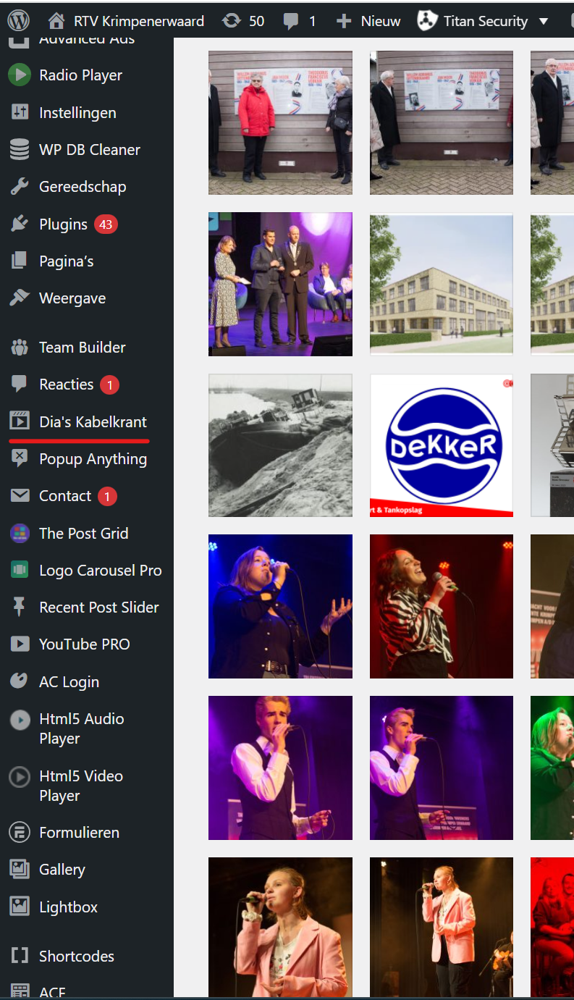 RTV Krimpenerwaard 50 1 Nieuw Titan Security
Advanced Ads
Radio Player
Instellingen
WP DB Cleaner
Gereedschap
Plugins 43
Pagina's
Weergave
Team Builder
Reacties 1
Dia's Kabelkrant
Popup Anything
Contact 1
The Post Grid
Logo Carousel Pro
Recent Post Slider
YouTube PRO
AC Login
Html5 Audio
Player
Html5 Video
Player
Formulieren
Gallery
Lightbox
Shortcodes
ACF
THEODORUS
FRANCISCUS
VERKAIK
DEKKER
rt & Tankopslag